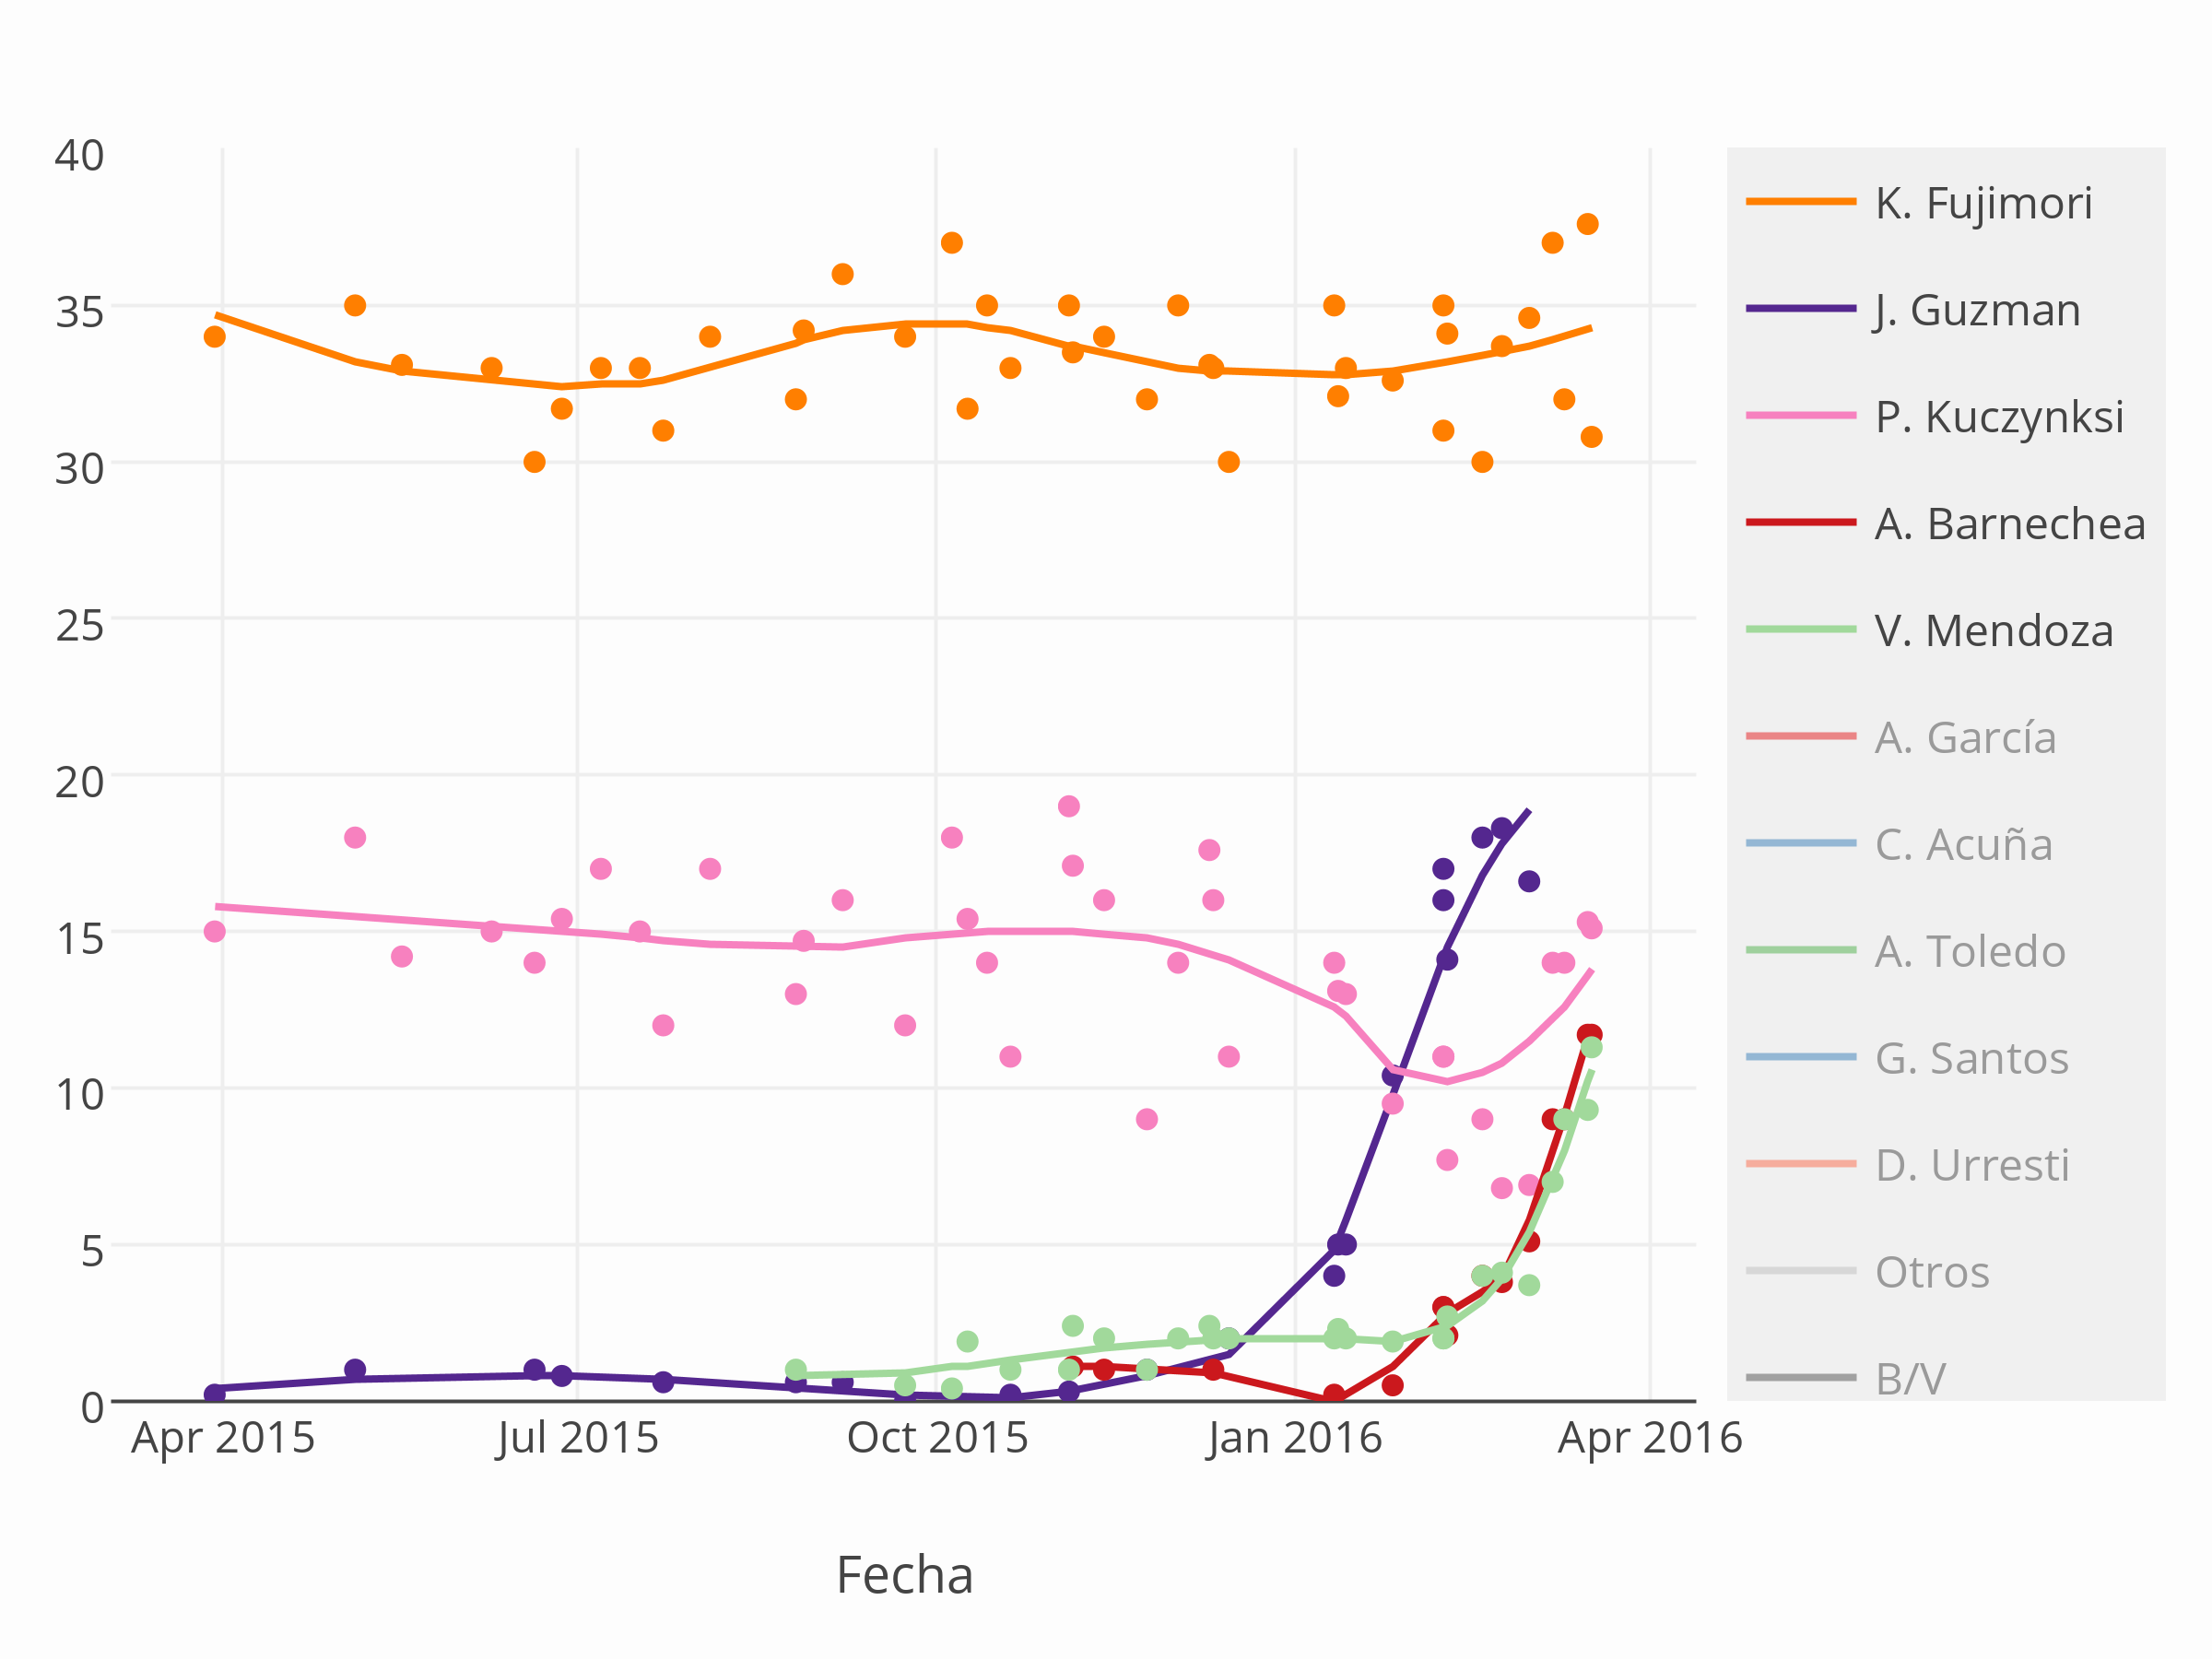 40
35
30
25
20
15
10
5
0
Apr 2015
Jul 2015
Oct 2015
Jan 2016
Apr 2016
Fecha
K. Fujimori
J. Guzman
P. Kuczynksi
A. Barnechea
V. Mendoza
A. García
C. Acuña
A. Toledo
G. Santos
D. Urresti
Otros
B/V